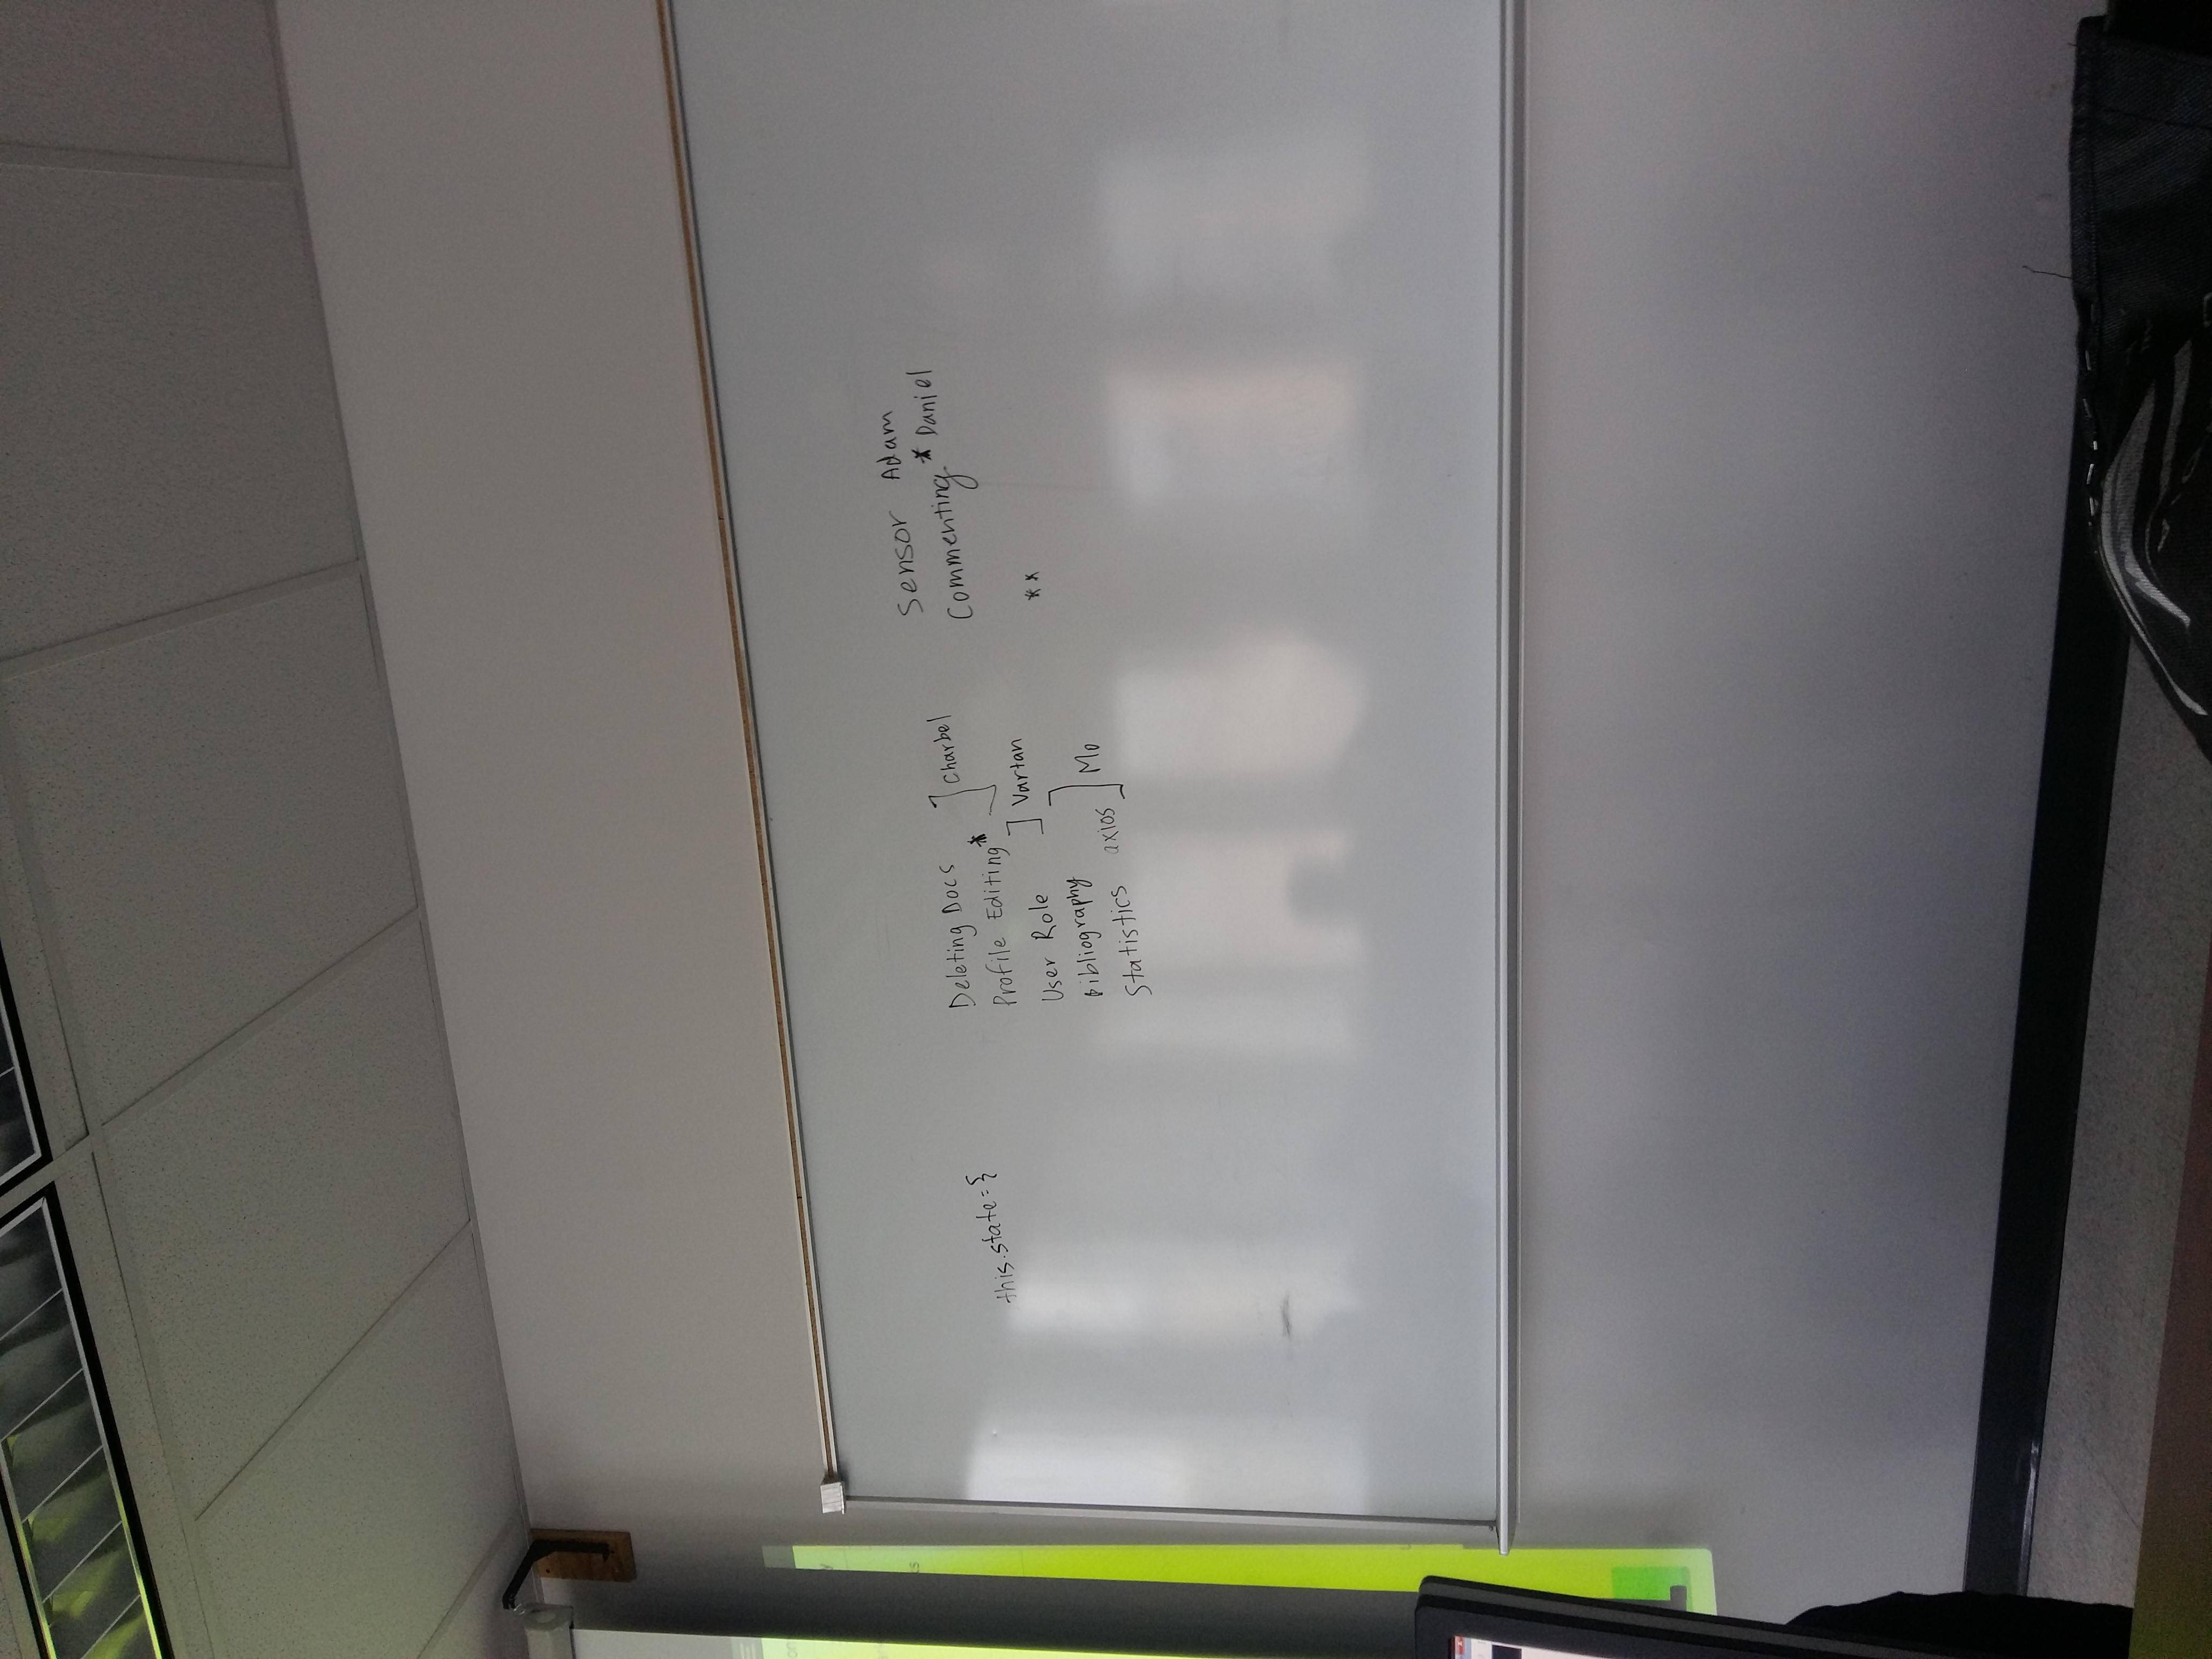 this.state={
Deleting Docs
Profile Editing*
Charbel
User Role
Vartan
Bibliography
Statistics axios
Mo
Sensor Adam
Commenting* Daniel
**